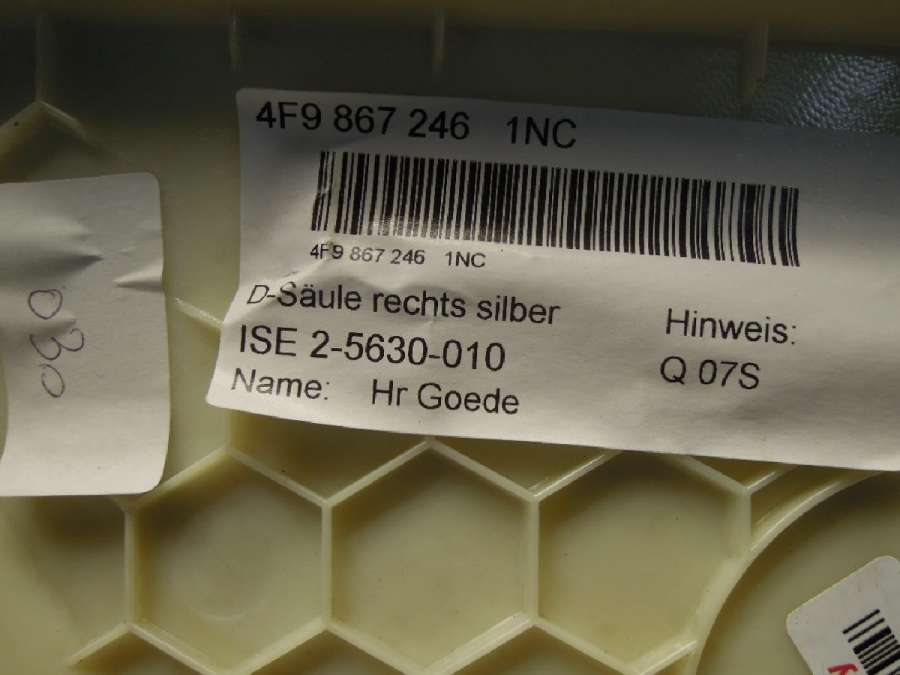 4F9 867 246 1NC
4F9 867 246 1NC
D-Säule rechts silber
Hinweis:
ISE 2-5630-010
Q 07S
Name: Hr Goede
030